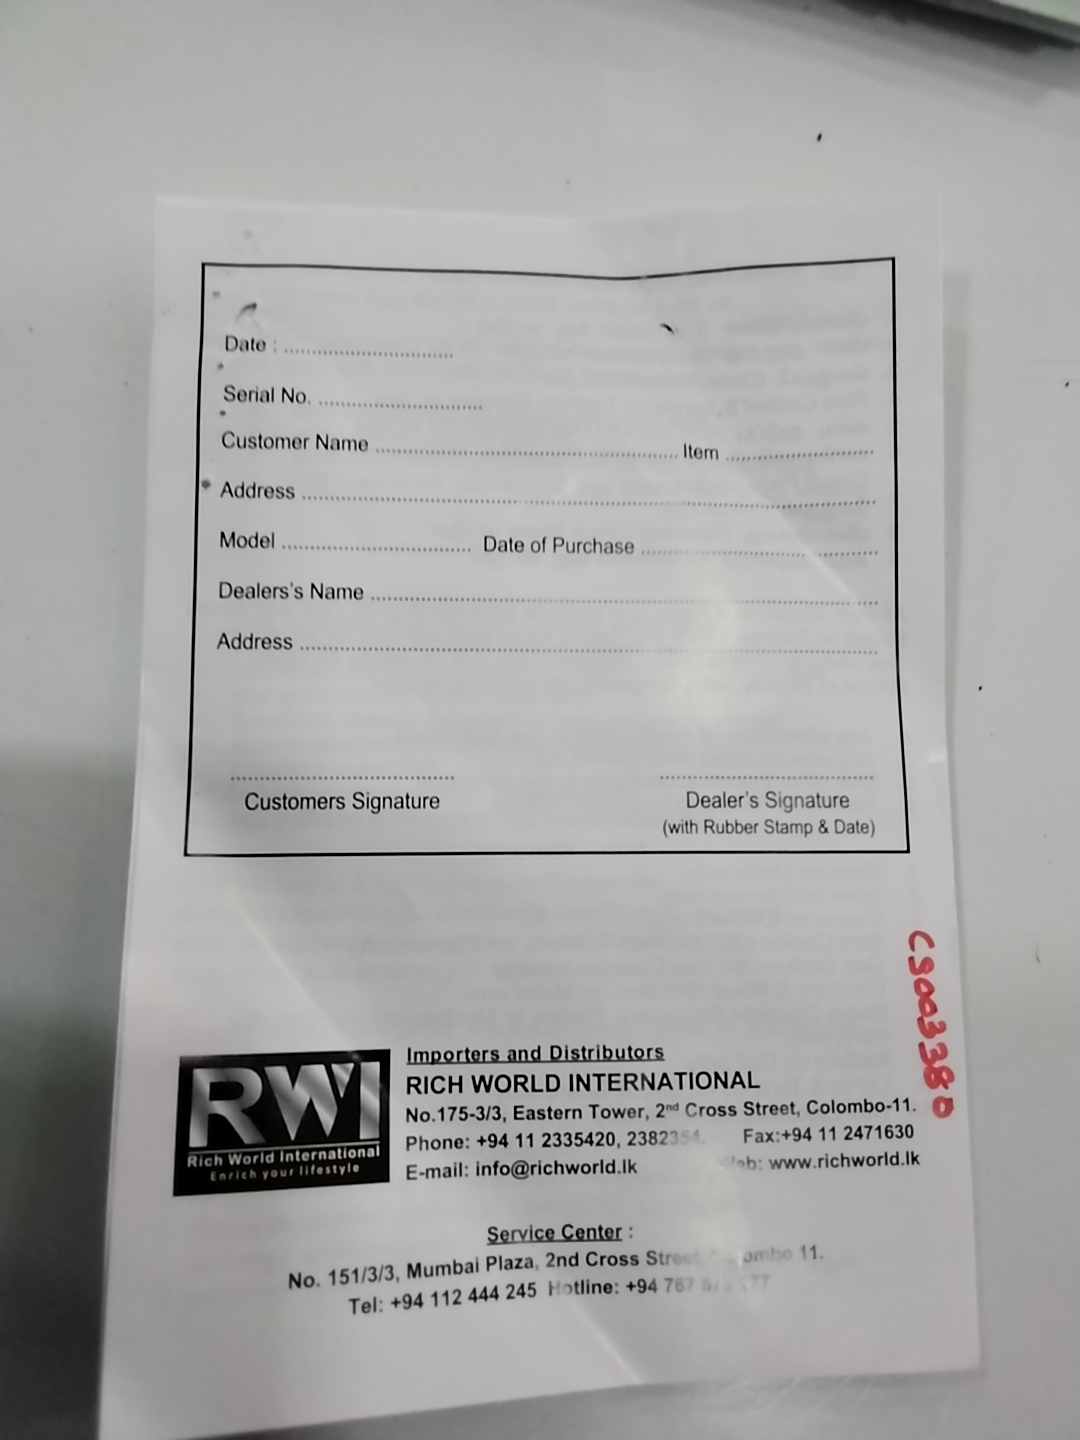 Date : ........................................
Serial No. ........................................
Customer Name ........................................ Item ........................................
Address ........................................
Model ........................................ Date of Purchase ........................................
Dealers's Name ........................................
Address ........................................
Customers Signature
Dealer's Signature
(with Rubber Stamp & Date)
CS003380
RWI
Rich World International
Enrich your lifestyle
Importers and Distributors
RICH WORLD INTERNATIONAL
No.175-3/3, Eastern Tower, 2nd Cross Street, Colombo-11.
Phone: +94 11 2335420, Fax:+94 11 2471630
E-mail: info@richworld.lk www.richworld.lk
Service Center :
No. 151/3/3, Mumbai Plaza, 2nd Cross 11.
Tel: +94 112 444 245 Hotline: +94 767